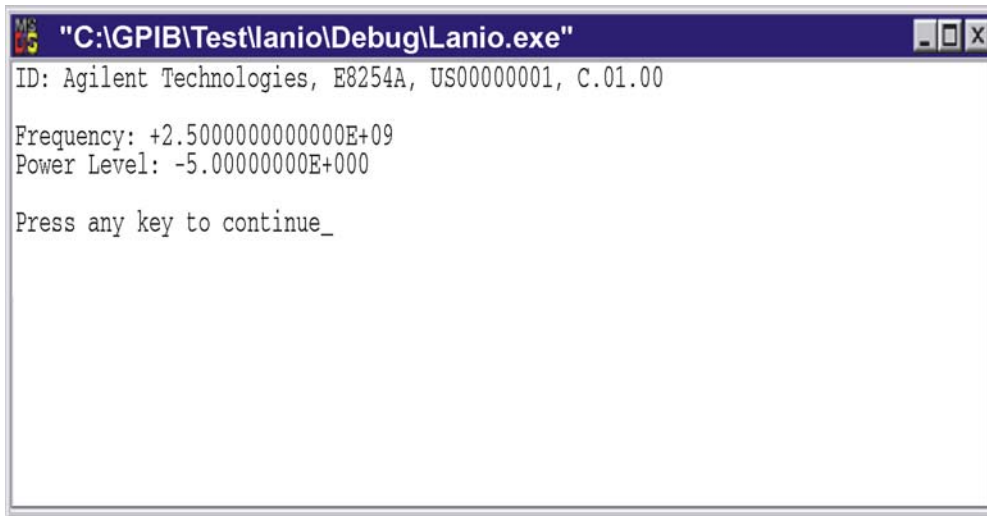 "C:\GPIB\Test\lanio\Debug\Lanio.exe"
ID: Agilent Technologies, E8254A, US00000001, C.01.00
Frequency: +2.5000000000000E+09
Power Level: -5.00000000E+000
Press any key to continue_